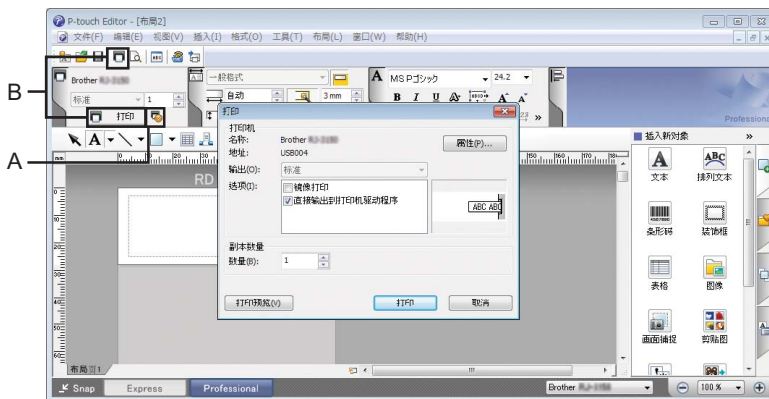 P-touch Editor - [布局2]
文件(F) 编辑(E) 视图(V) 插入(I) 格式(O) 工具(T) 布局(L) 窗口(W) 帮助(H)
B
Brother
一般格式
A MS Pゴシック 24.2
标准 1
自动 3 mm B I U A A A
打印
Professional
A
打印
打印机
名称: Brother
属性(P)...
地址: USB004
输出(O): 标准
选项(I): 镜像打印
直接输出到打印机驱动程序
ABC ABC
副本数量
数量(B): 1
打印预览(V) 打印 取消
RD
插入新对象
A 文本
ABC 排列文本
条形码 装饰框
表格 图像
画面捕捉 剪贴图
布局页1
Snap Express Professional Brother 100 %